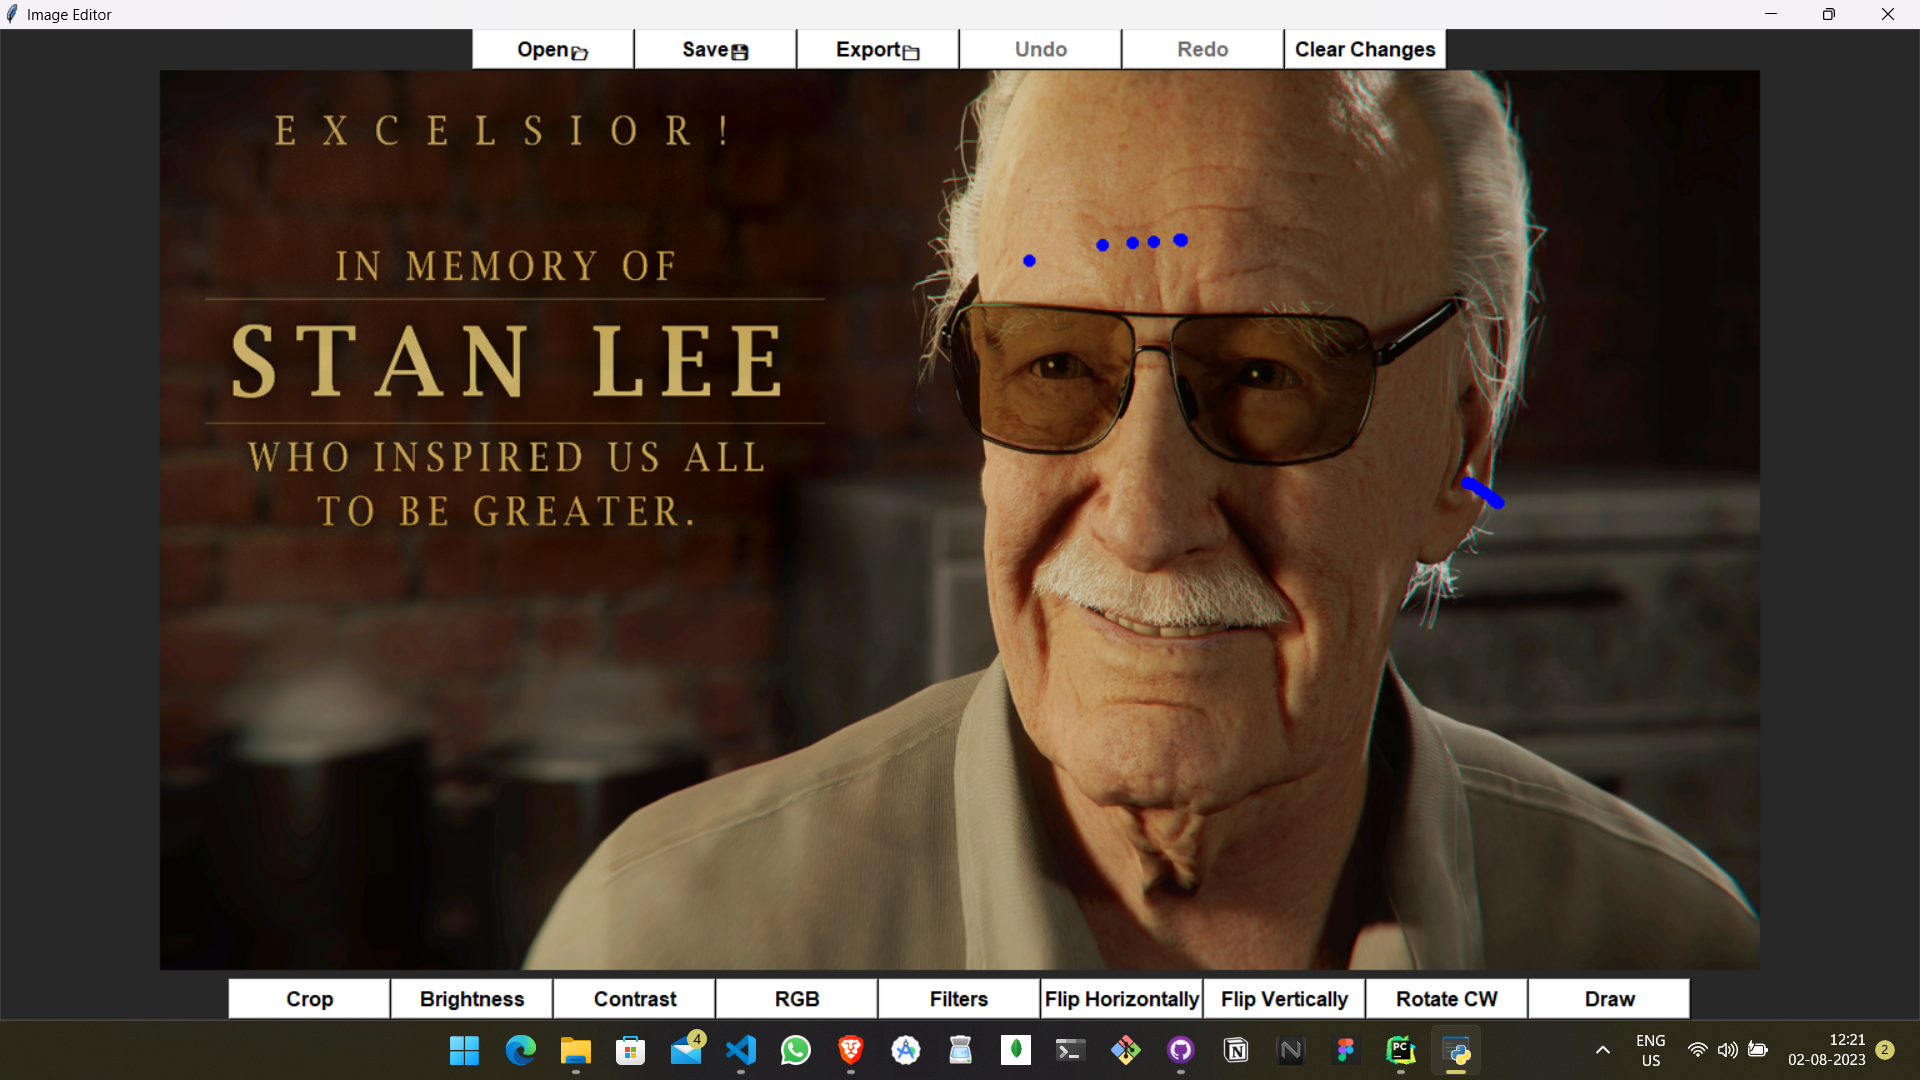 Image Editor
Open Save Export Undo Redo Clear Changes
EXCELSIOR!
IN MEMORY OF
STAN LEE
WHO INSPIRED US ALL
TO BE GREATER.
Crop Brightness Contrast RGB Filters Flip Horizontally Flip Vertically Rotate CW Draw
4
PC
ENG
US
12:21
02-08-2023
2